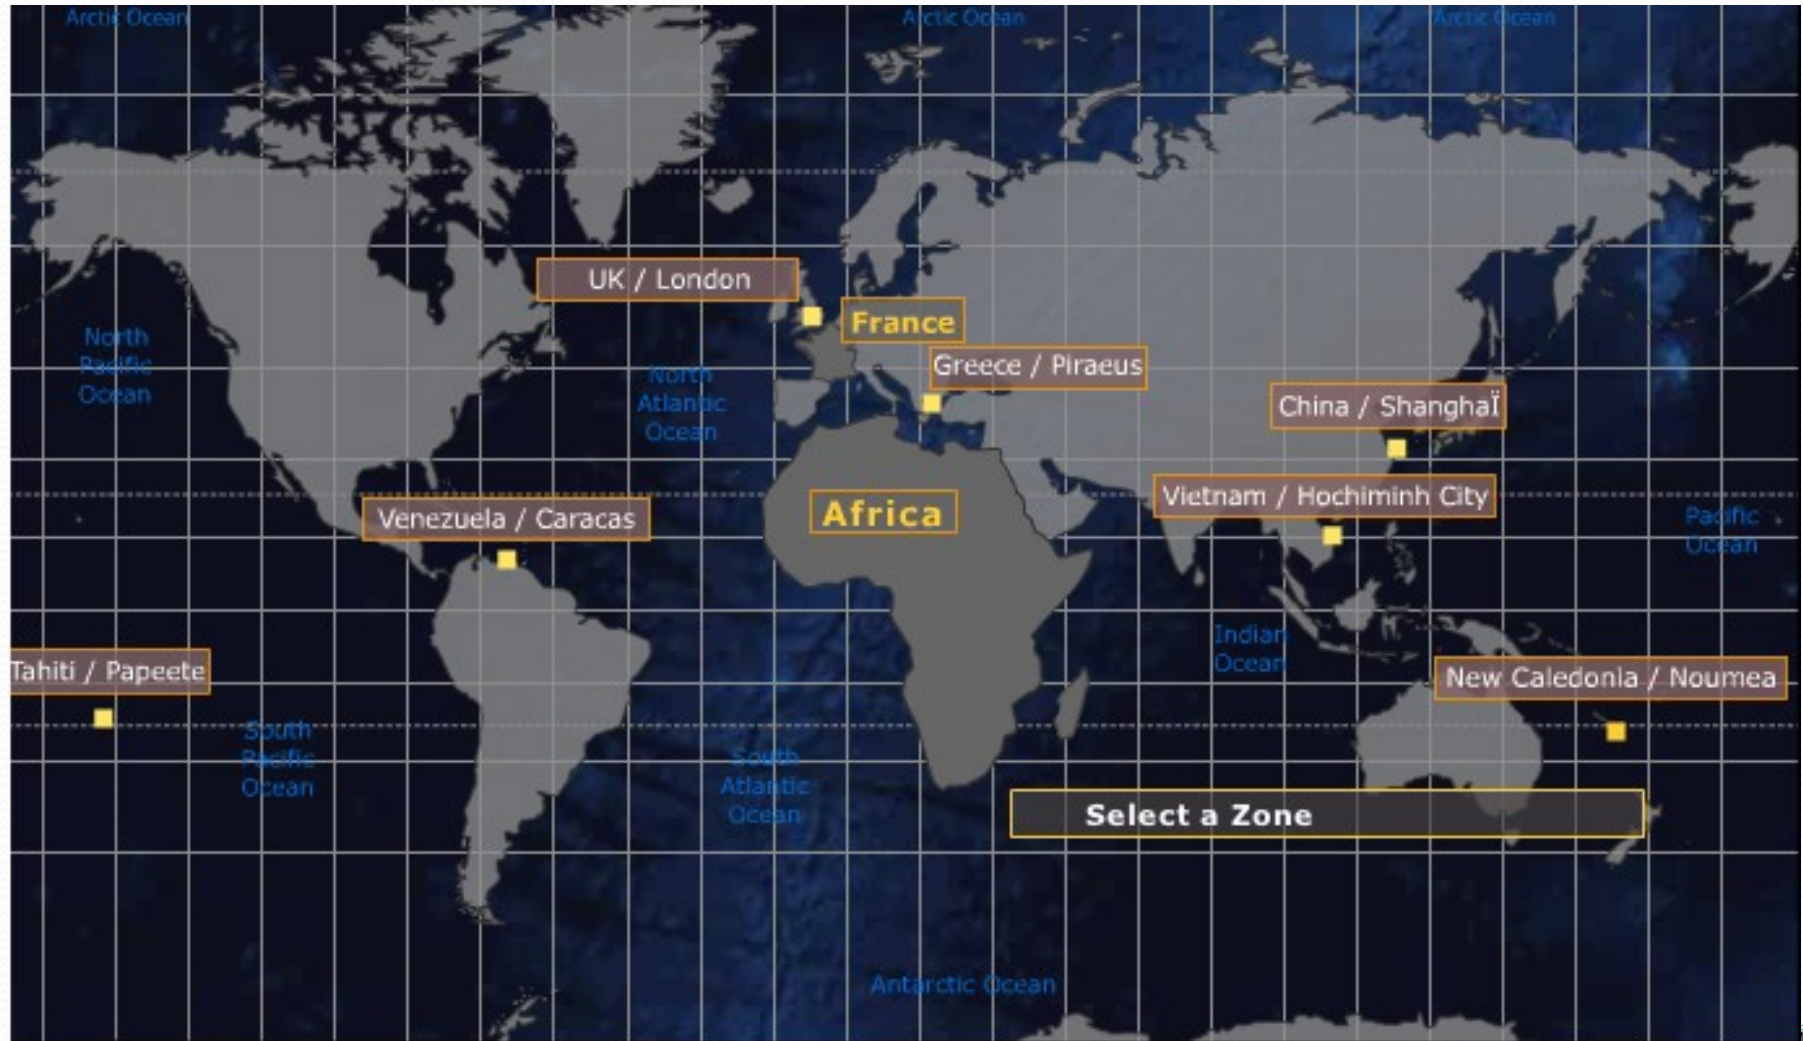 Arctic Ocean
Arctic Ocean
Arctic Ocean
UK / London
France
North
Pacific
Ocean
Greece / Piraeus
North
Atlantic
Ocean
China / ShanghaÏ
Vietnam / Hochiminh City
Venezuela / Caracas
Africa
Pacific
Ocean
Indian
Ocean
Tahiti / Papeete
New Caledonia / Noumea
South
Pacific
Ocean
South
Atlantic
Ocean
Select a Zone
Antarctic Ocean